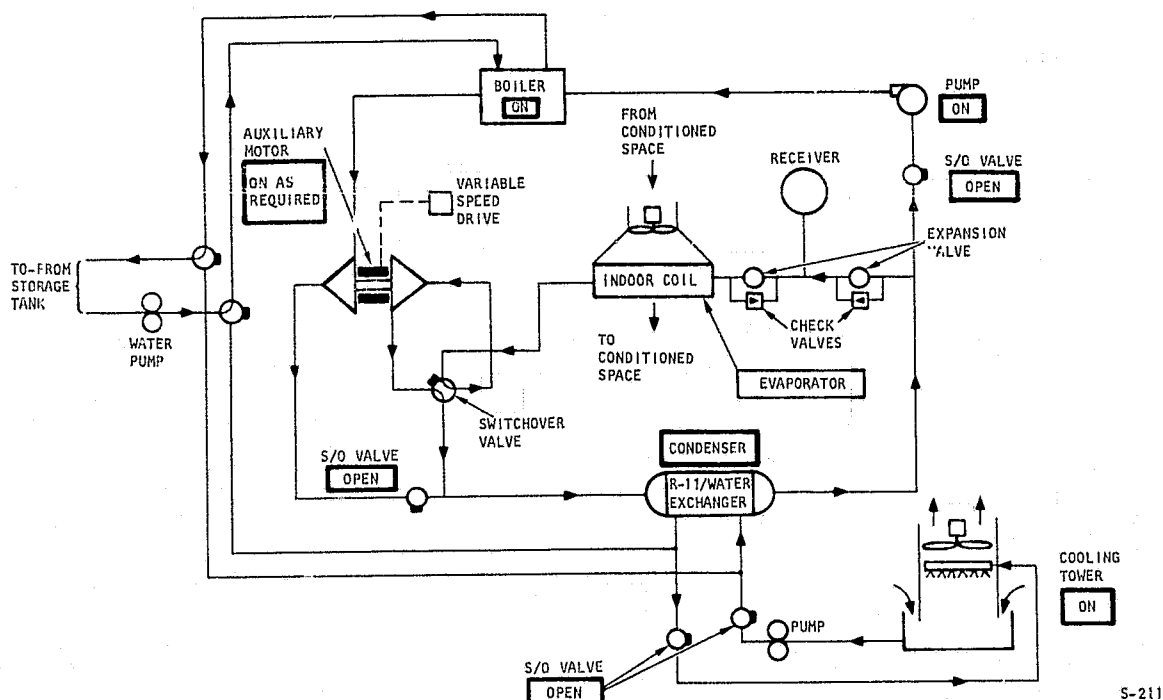 BOILER
ON
PUMP
ON
FROM
CONDITIONED
SPACE
AUXILIARY
MOTOR
ON AS
REQUIRED
RECEIVER
S/O VALVE
OPEN
VARIABLE
SPEED
DRIVE
EXPANSION
VALVE
TO-FROM
STORAGE
TANK
INDOOR COIL
WATER
PUMP
TO
CONDITIONED
SPACE
CHECK
VALVES
EVAPORATOR
SWITCHOVER
VALVE
S/O VALVE
OPEN
CONDENSER
R-11/WATER
EXCHANGER
COOLING
TOWER
ON
PUMP
S/O VALVE
OPEN
S-211